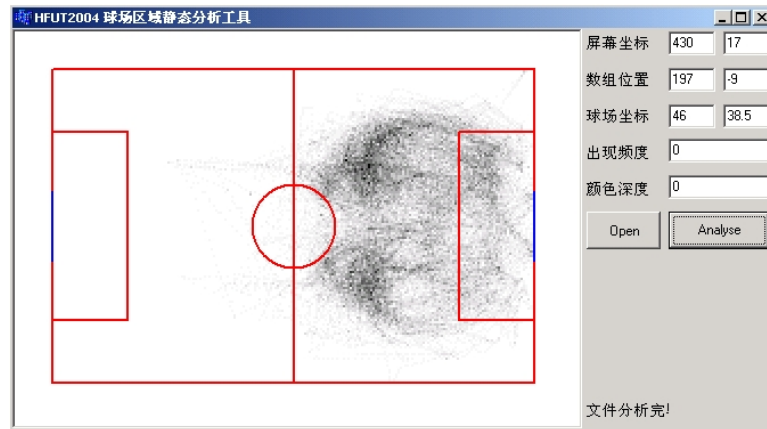 HFUT2004 球场区域静态分析工具
屏幕坐标 430 17
数组位置 197 -9
球场坐标 46 38.5
出现频度 0
颜色深度 0
Open Analyse
文件分析完!